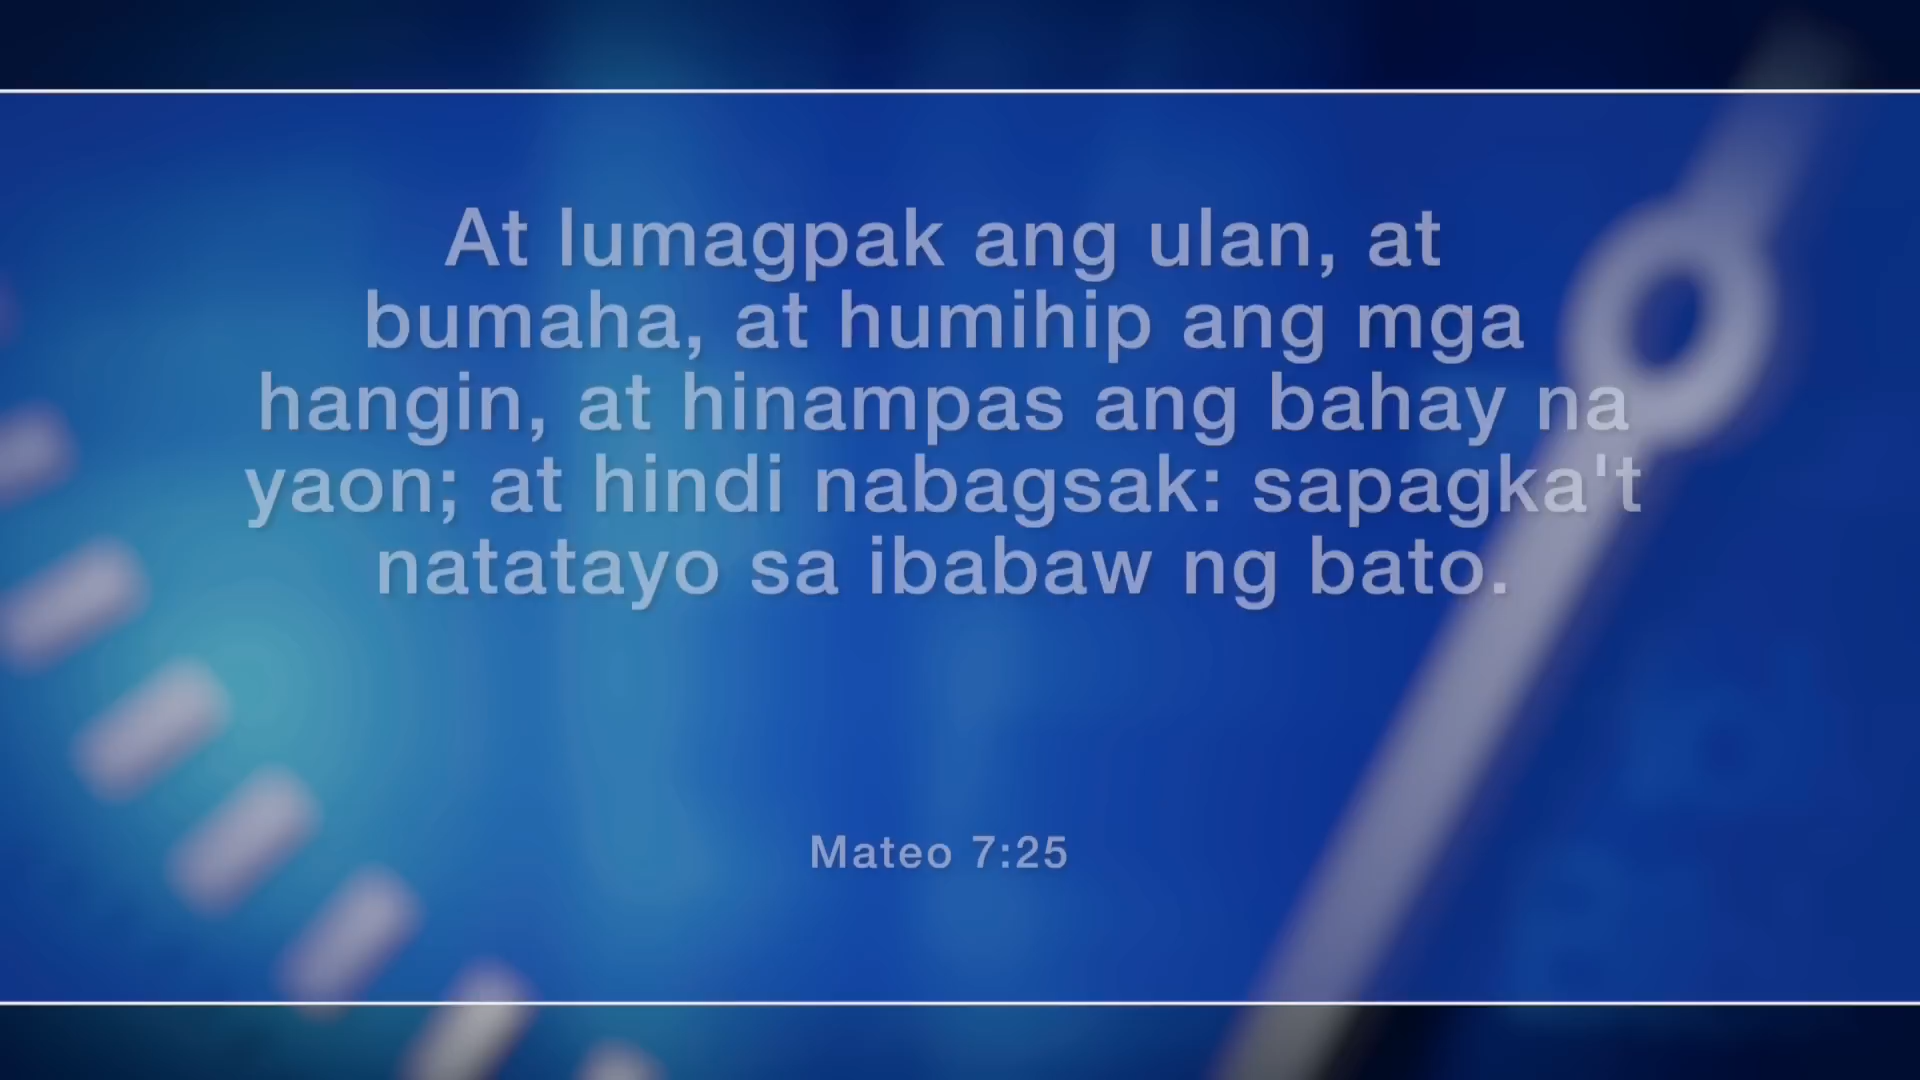 At lumagpak ang ulan, at
bumaha, at humihip ang mga
hangin, at hinampas ang bahay na
yaon; at hindi nabagsak: sapagka't
natatayo sa ibabaw ng bato.
Mateo 7:25